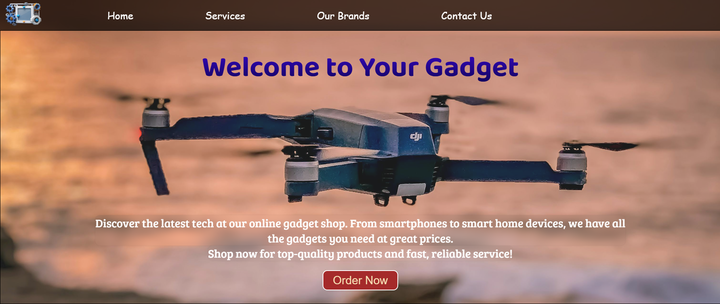 Home Services Our Brands Contact Us
Welcome to Your Gadget
dji
Discover the latest tech at our online gadget shop. From smartphones to smart home devices, we have all
the gadgets you need at great prices.
Shop now for top-quality products and fast, reliable service!
Order Now